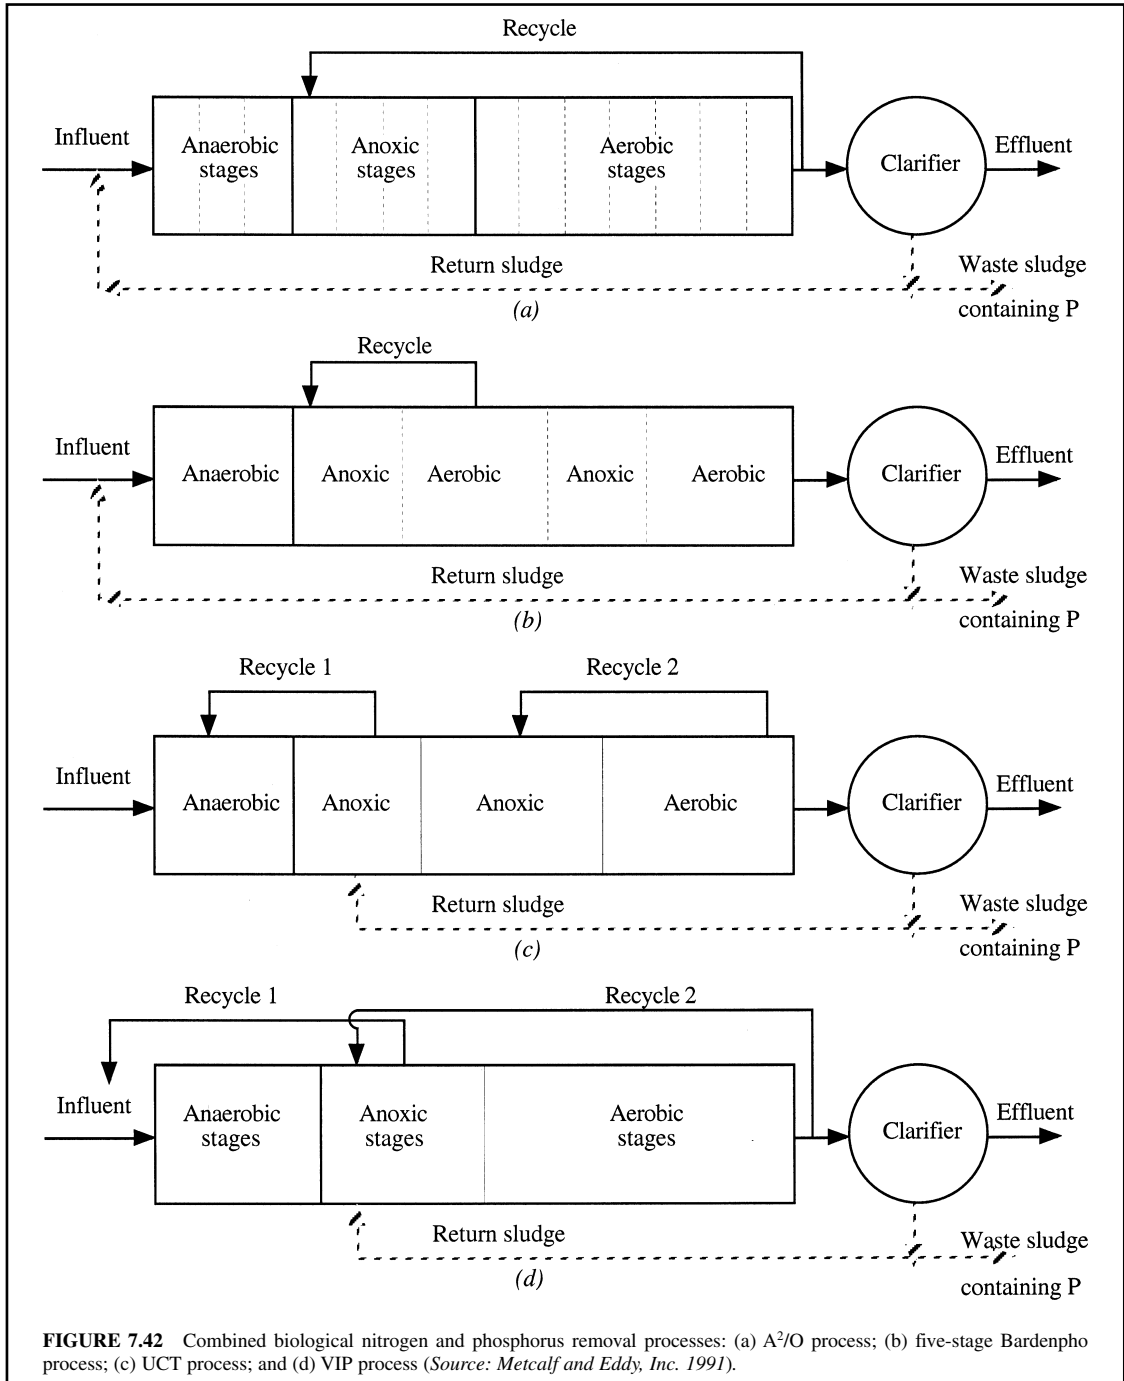 Recycle
Influent
Anaerobic
stages
Anoxic
stages
Aerobic
stages
Clarifier
Effluent
Return sludge
Waste sludge
containing P
(a)
Recycle
Influent
Anaerobic
Anoxic
Aerobic
Anoxic
Aerobic
Clarifier
Effluent
Return sludge
Waste sludge
containing P
(b)
Recycle 1
Recycle 2
Influent
Anaerobic
Anoxic
Anoxic
Aerobic
Clarifier
Effluent
Return sludge
Waste sludge
containing P
(c)
Recycle 1
Recycle 2
Influent
Anaerobic
stages
Anoxic
stages
Aerobic
stages
Clarifier
Effluent
Return sludge
Waste sludge
containing P
(d)
FIGURE 7.42 Combined biological nitrogen and phosphorus removal processes: (a) A²/O process; (b) five-stage Bardenpho
process; (c) UCT process; and (d) VIP process (Source: Metcalf and Eddy, Inc. 1991).